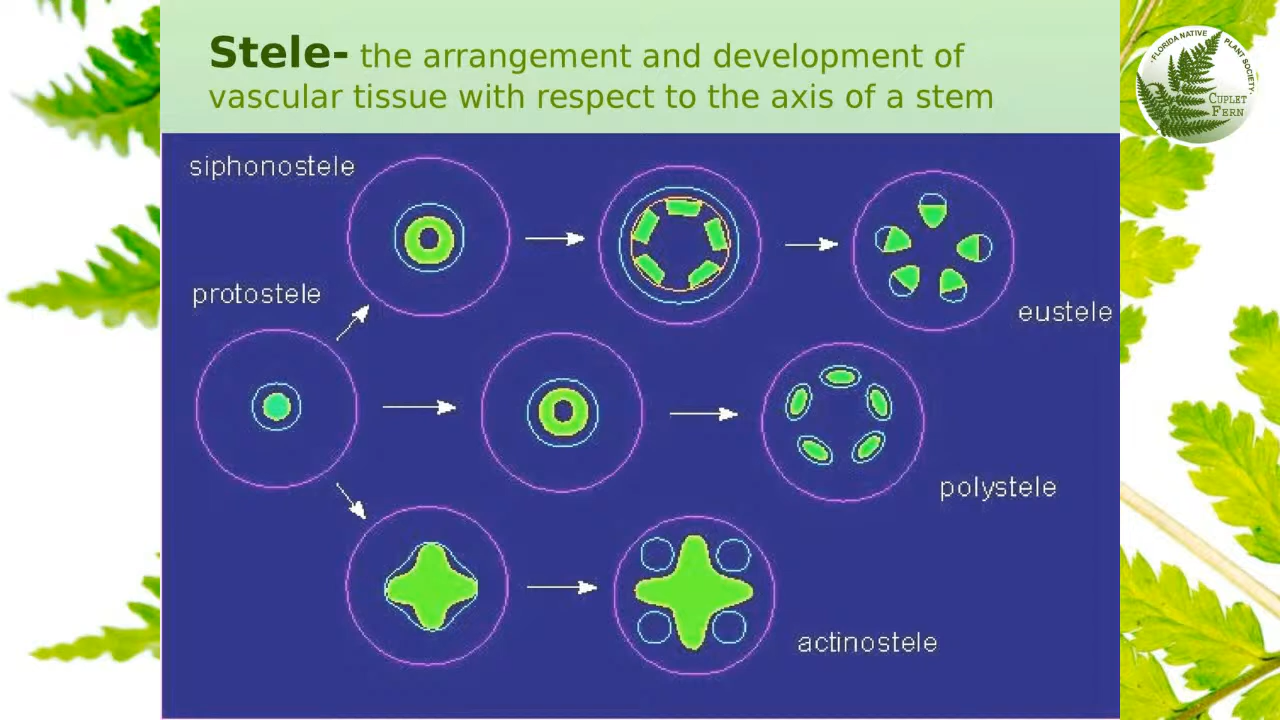 Stele- the arrangement and development of
vascular tissue with respect to the axis of a stem
·FLORIDA NATIVE PLANT SOCIETY·
CUPLET
FERN
siphonostele
protostele
eustele
polystele
actinostele